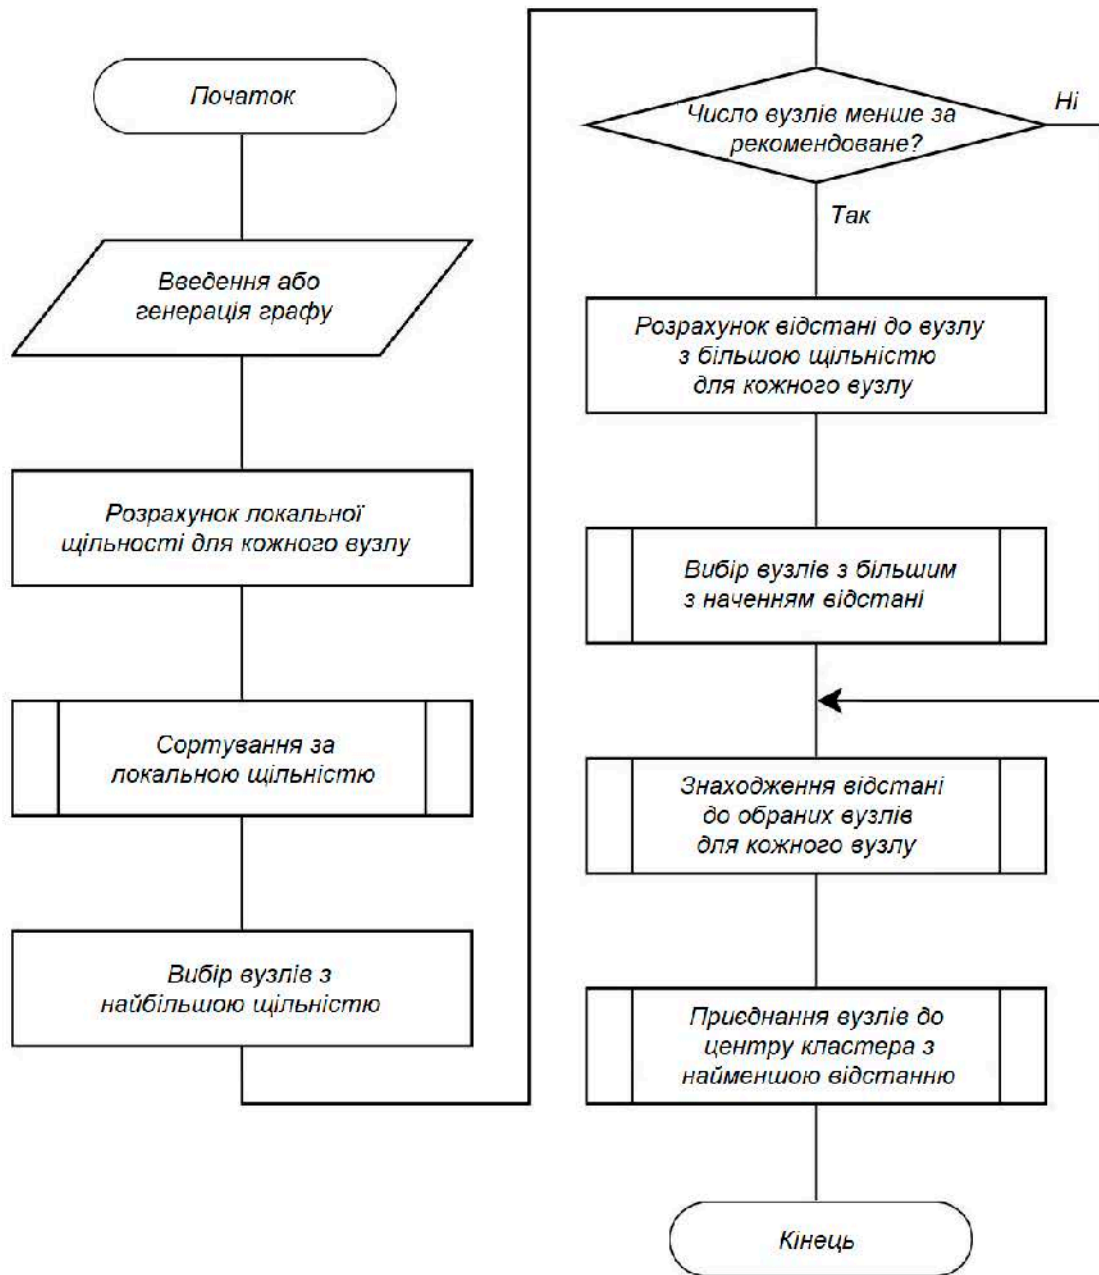 Початок
Введення або
генерація графу
Розрахунок локальної
щільності для кожного вузлу
Сортування за
локальною щільністю
Вибір вузлів з
найбільшою щільністю
Число вузлів менше за
рекомендоване?
Ні
Так
Розрахунок відстані до вузлу
з більшою щільністю
для кожного вузлу
Вибір вузлів з більшим
з наченням відстані
Знаходження відстані
до обраних вузлів
для кожного вузлу
Приєднання вузлів до
центру кластера з
найменшою відстанню
Кінець